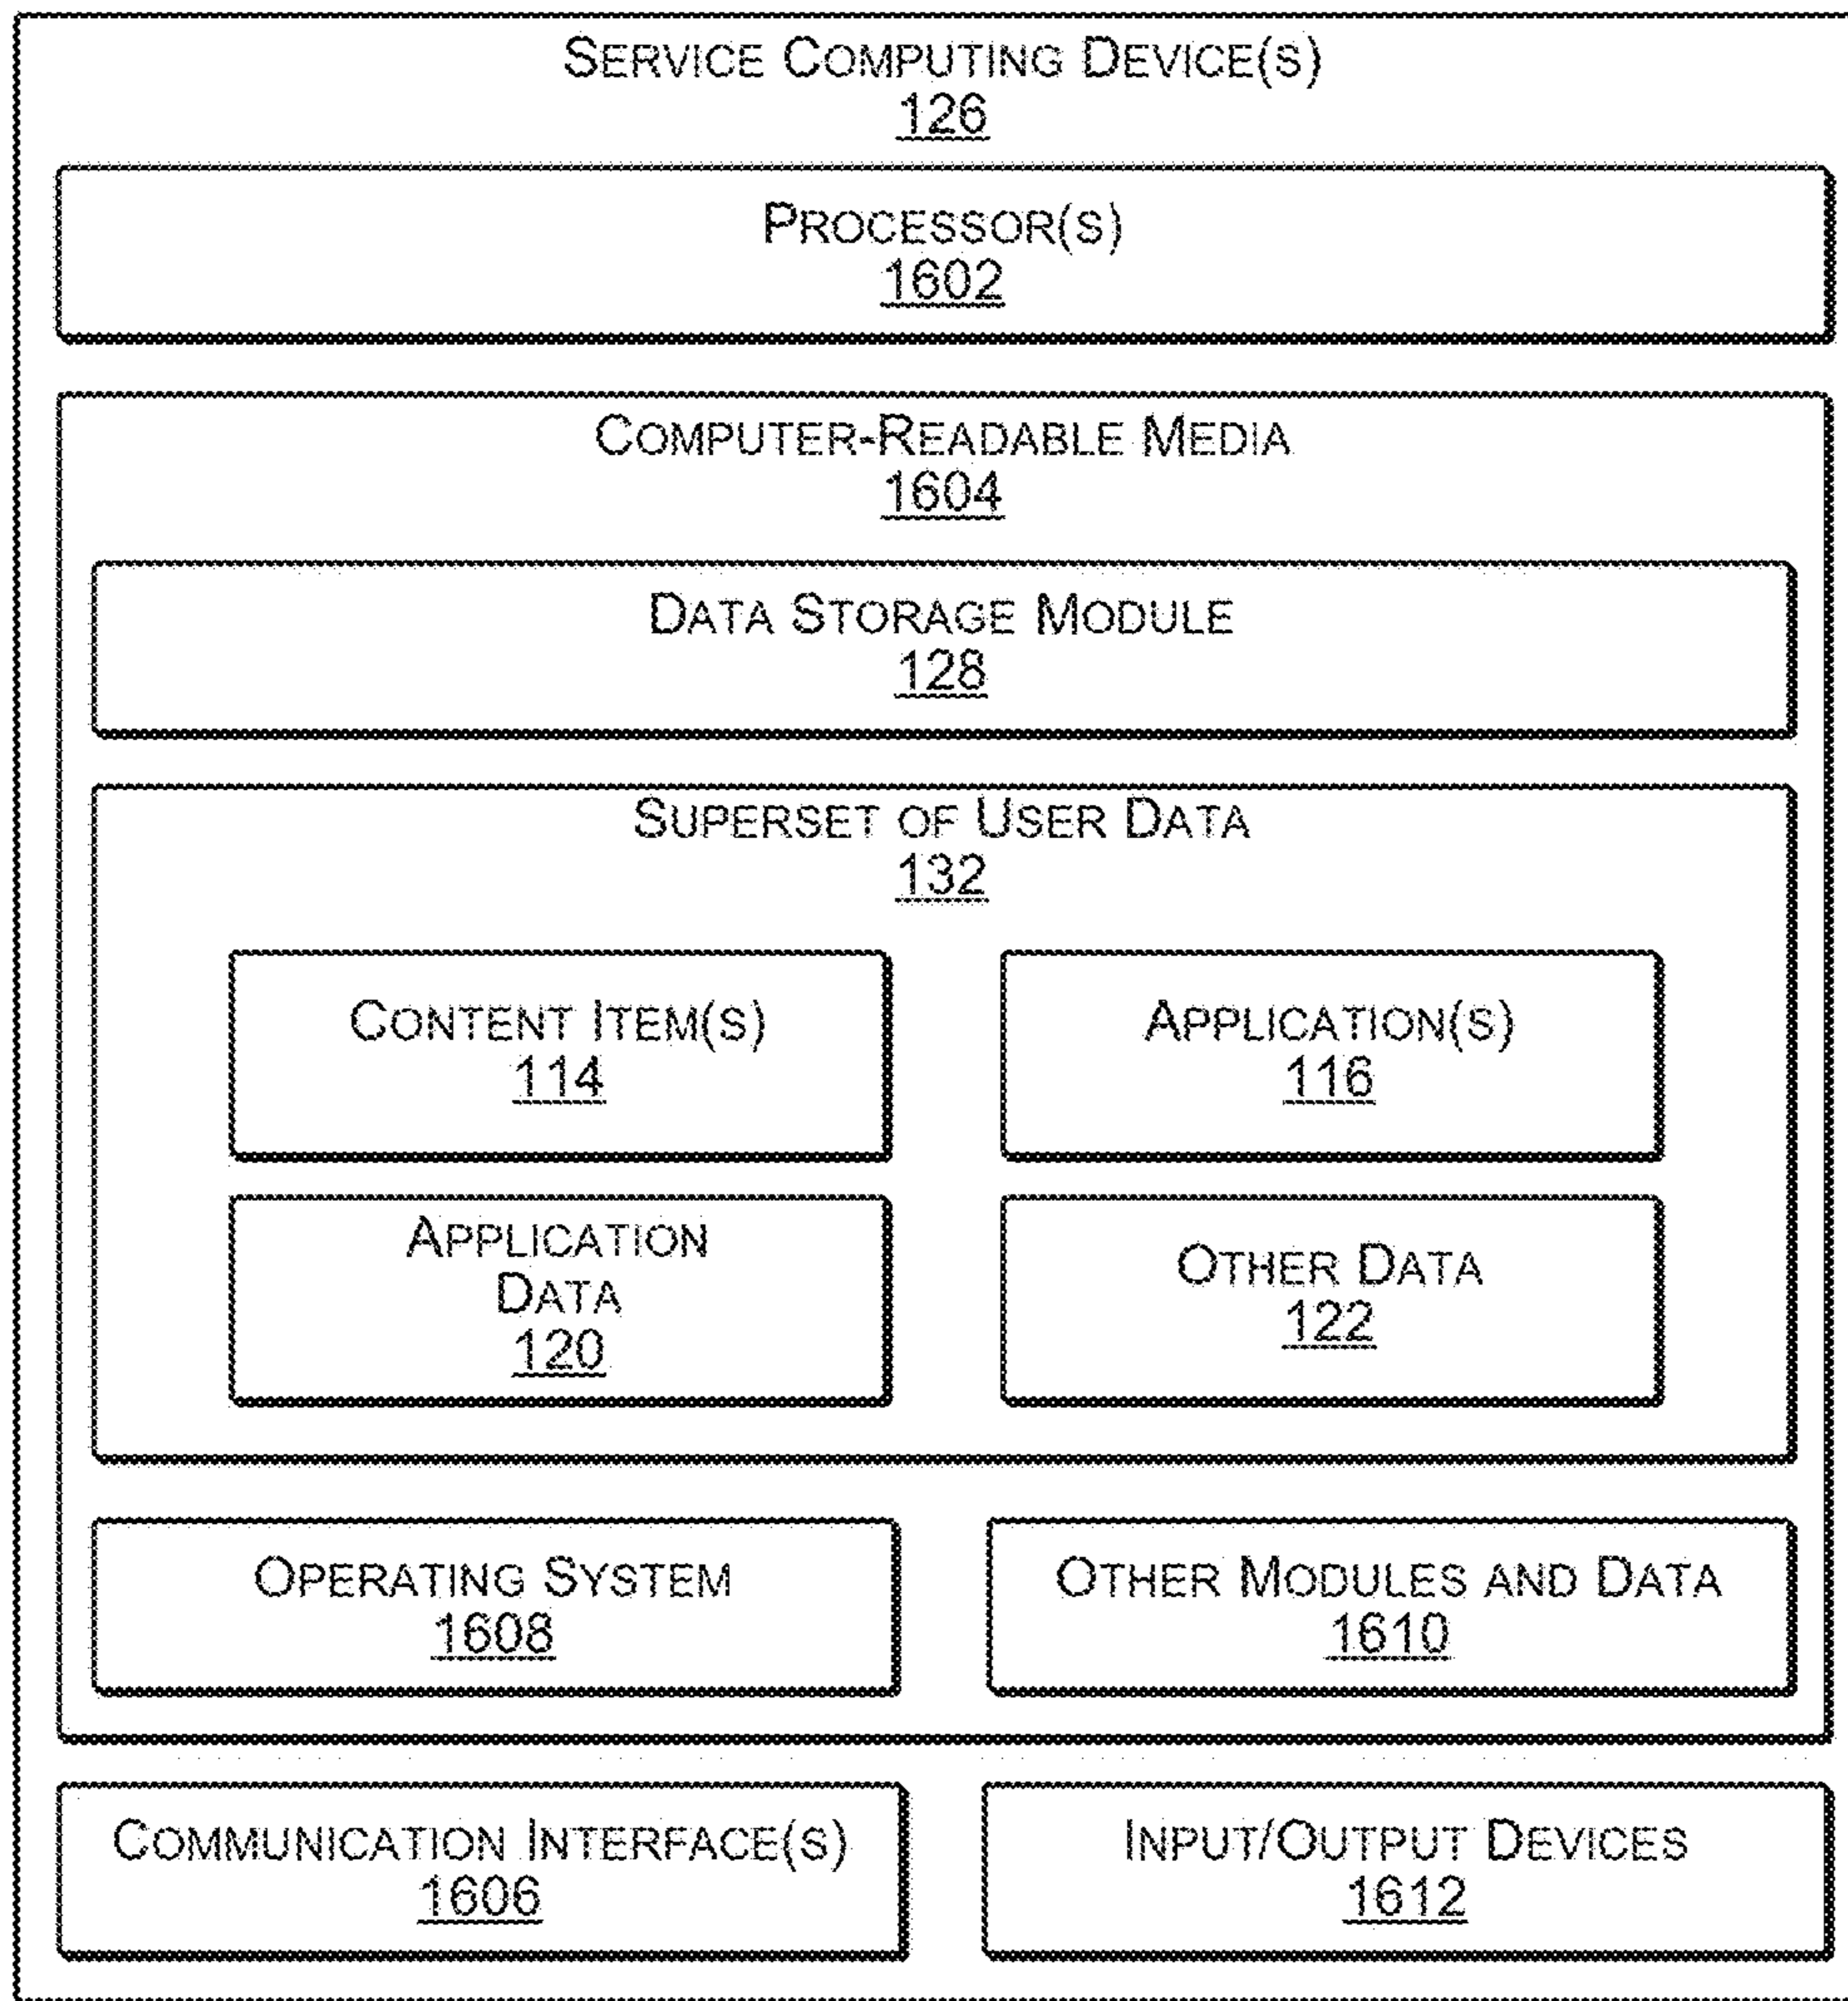 SERVICE COMPUTING DEVICE(S)
126
PROCESSOR(S)
1602
COMPUTER-READABLE MEDIA
1604
DATA STORAGE MODULE
128
SUPERSET OF USER DATA
132
CONTENT ITEM(S)
114
APPLICATION(S)
116
APPLICATION
DATA
120
OTHER DATA
122
OPERATING SYSTEM
1608
OTHER MODULES AND DATA
1610
COMMUNICATION INTERFACE(S)
1606
INPUT/OUTPUT DEVICES
1612